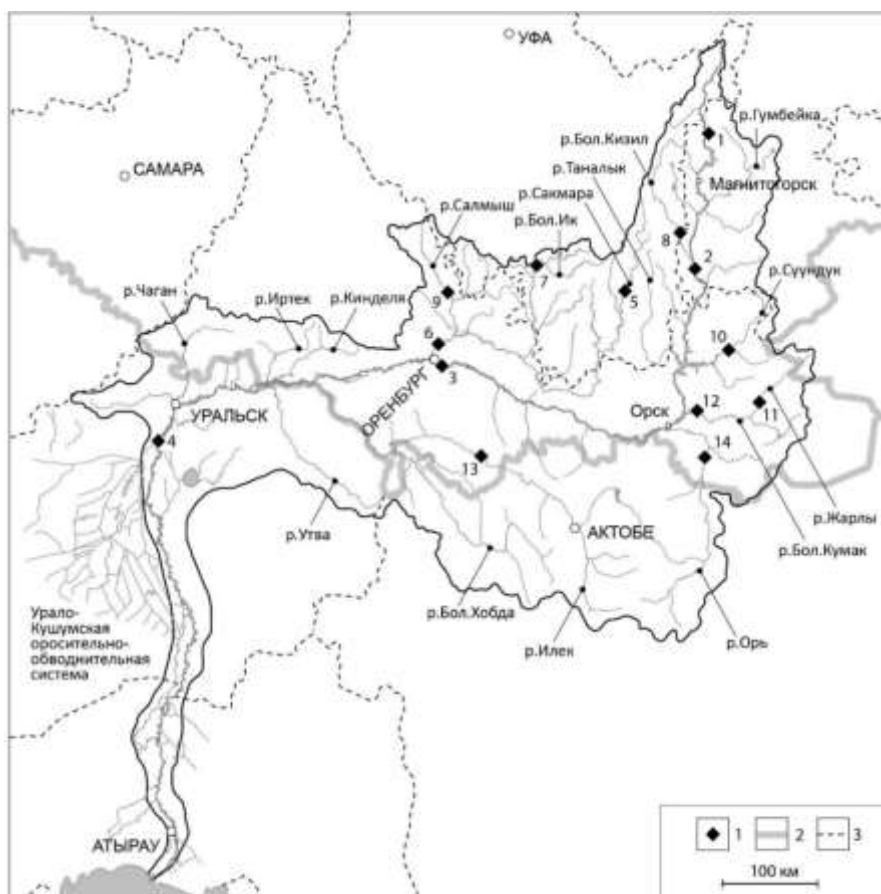 УФА
р.Гумбейка
1
р.Бол.Кизил
САМАРА
р.Таналык
Магнитогорск
р.Сакмара
р.Салмыш
р.Бол.Ик
8
2
7
р.Суундук
9
5
р.Чаган
р.Иртек
р.Кинделя
6
10
3
ОРЕНБУРГ
УРАЛЬСК
Орск
12
11
4
13
14
р.Утва
АКТОБЕ
р.Жарлы
р.Бол.Кумак
р.Бол.Хобда
Урало-
Кушумская
оросительно-
обводнительная
система
р.Илек
р.Орь
АТЫРАУ
1
2
3
100 км